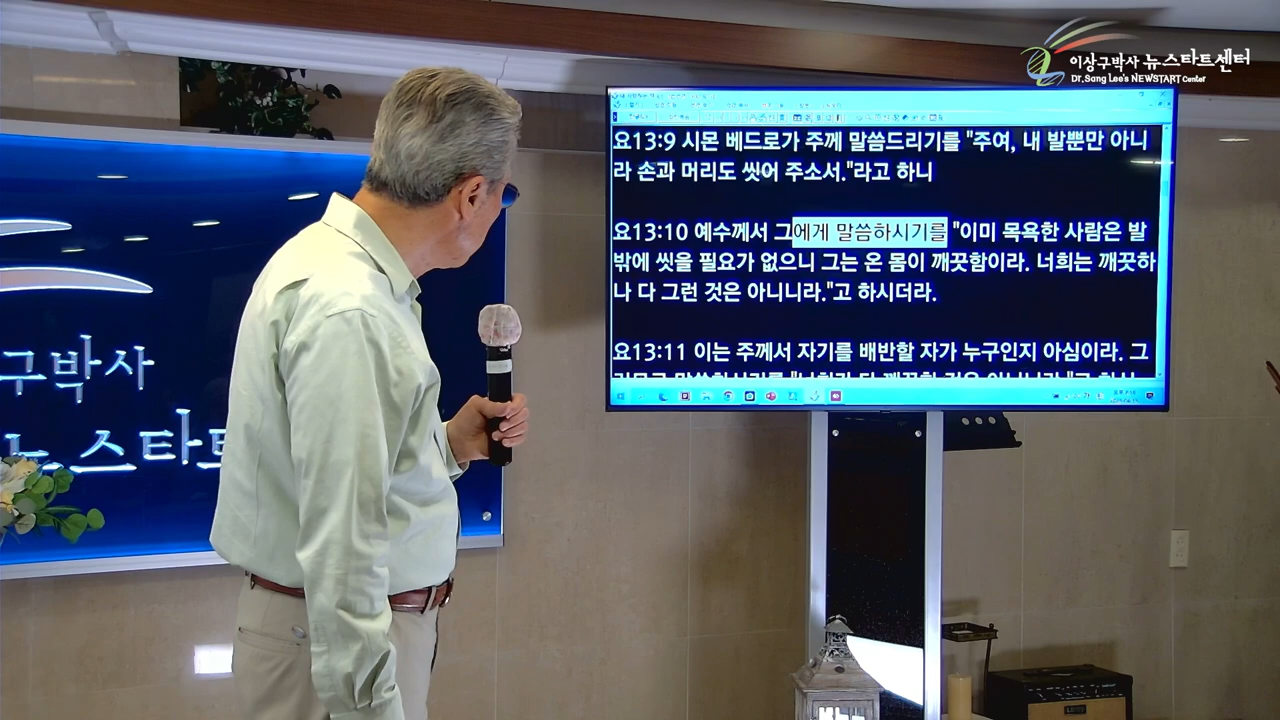 이상구박사 뉴스타트센터
Dr. Sang Lee's NEWSTART Center
요13:9 시몬 베드로가 주께 말씀드리기를 "주여, 내 발뿐만 아니
라 손과 머리도 씻어 주소서."라고 하니
요13:10 예수께서 그에게 말씀하시기를 "이미 목욕한 사람은 발
밖에 씻을 필요가 없으니 그는 온 몸이 깨끗함이라. 너희는 깨끗하
나 다 그런 것은 아니니라."고 하시더라.
요13:11 이는 주께서 자기를 배반할 자가 누구인지 아심이라. 그
구박사
뉴스타트